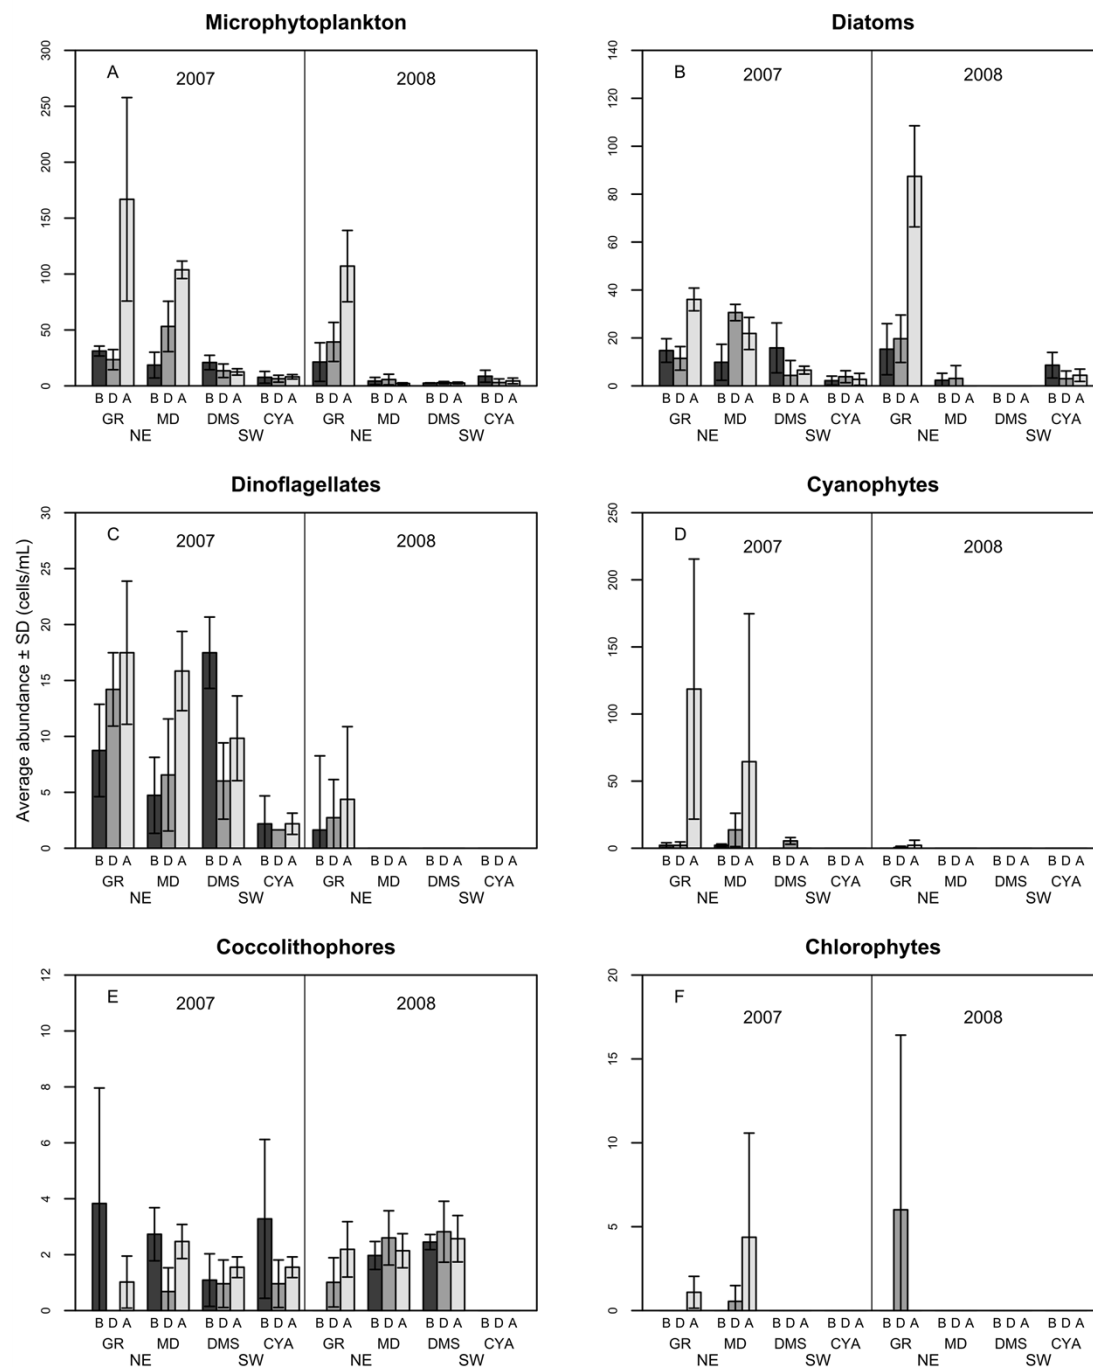 Microphytoplankton
Diatoms
300
250
200
150
100
50
0
A
2007
2008
B D A B D A B D A B D A B D A B D A B D A B D A
GR MD DMS CYA GR MD DMS CYA
NE SW NE SW
140
120
100
80
60
40
20
0
B
2007
2008
B D A B D A B D A B D A B D A B D A B D A B D A
GR MD DMS CYA GR MD DMS CYA
NE SW NE SW
Dinoflagellates
Cyanophytes
Average abundance ± SD (cells/mL)
30
25
20
15
10
5
0
C
2007
2008
B D A B D A B D A B D A B D A B D A B D A B D A
GR MD DMS CYA GR MD DMS CYA
NE SW NE SW
250
200
150
100
50
0
D
2007
2008
B D A B D A B D A B D A B D A B D A B D A B D A
GR MD DMS CYA GR MD DMS CYA
NE SW NE SW
Coccolithophores
Chlorophytes
12
10
8
6
4
2
0
E
2007
2008
B D A B D A B D A B D A B D A B D A B D A B D A
GR MD DMS CYA GR MD DMS CYA
NE SW NE SW
20
15
10
5
0
F
2007
2008
B D A B D A B D A B D A B D A B D A B D A B D A
GR MD DMS CYA GR MD DMS CYA
NE SW NE SW